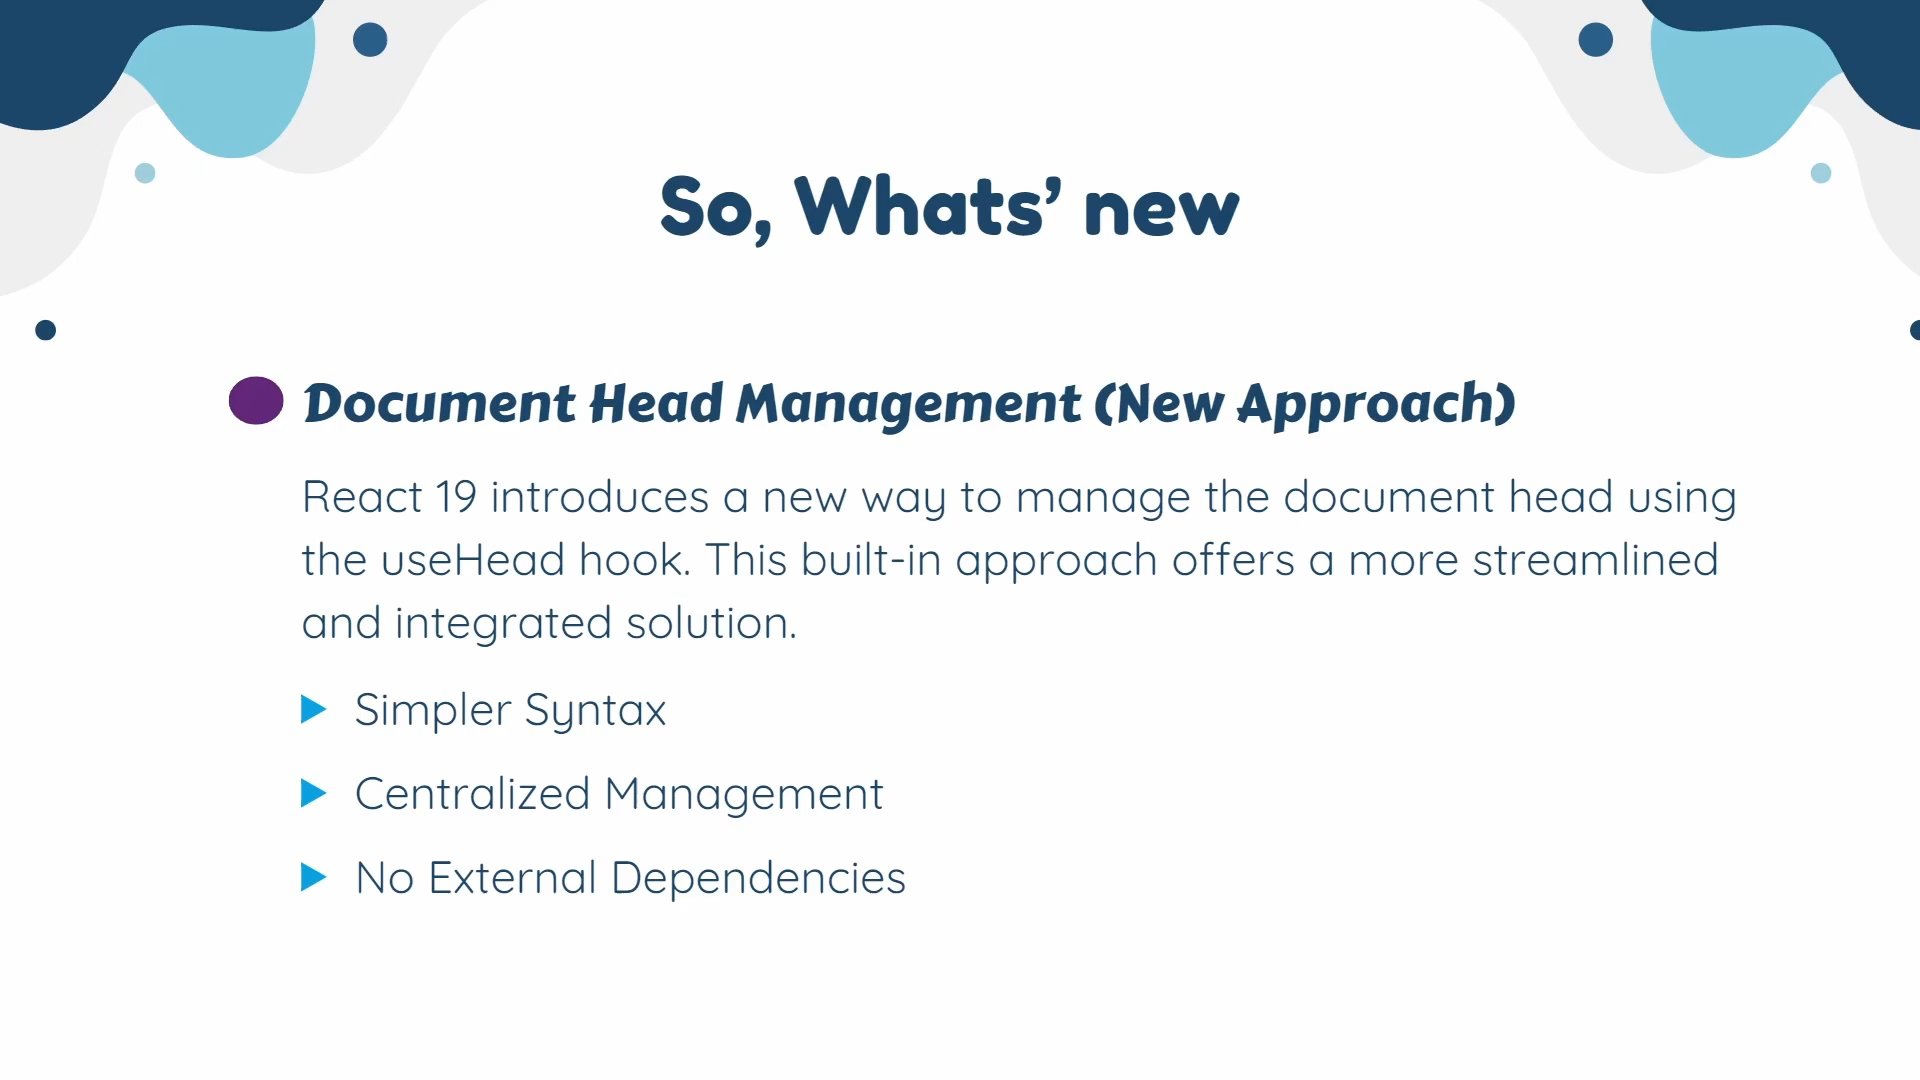 So, Whats’ new
Document Head Management (New Approach)
React 19 introduces a new way to manage the document head using
the useHead hook. This built-in approach offers a more streamlined
and integrated solution.
Simpler Syntax
Centralized Management
No External Dependencies